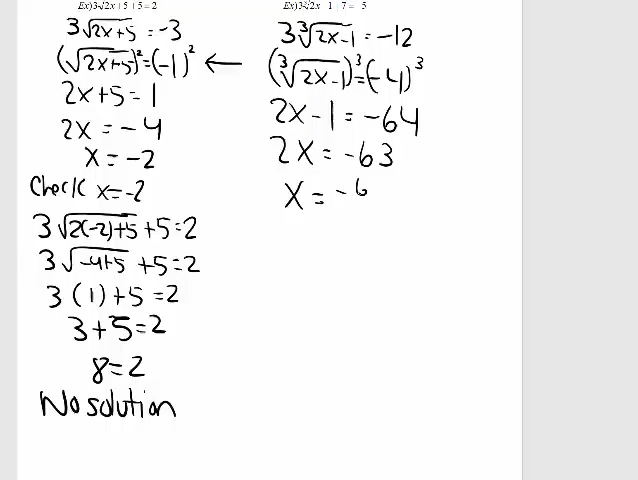 Ex)3√2x + 5 + 5 = 2
3√2x+5 = -3
(√2x+5)² = (-1)² ←
2x+5 = 1
2x = -4
x = -2
Check x = -2
3√2(-2)+5 +5 = 2
3√-4+5 +5 = 2
3 (1) + 5 = 2
3 + 5 = 2
8 = 2
No solution
Ex)3∛2x - 1 + 7 = -5
3∛2x-1 = -12
(∛2x-1)³ = (-4)³
2x - 1 = -64
2x = -63
x = -6